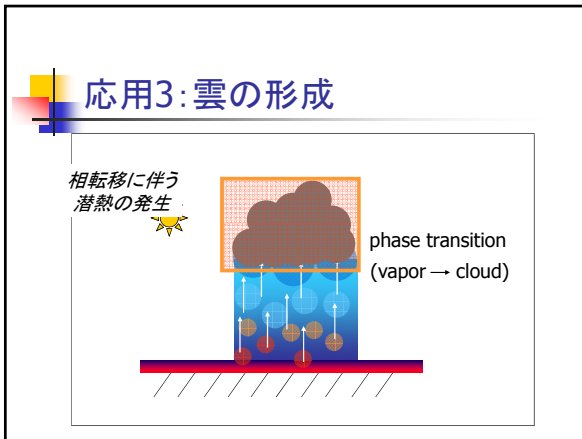 応用3：雲の形成
相転移に伴う
潜熱の発生
phase transition
(vapor → cloud)